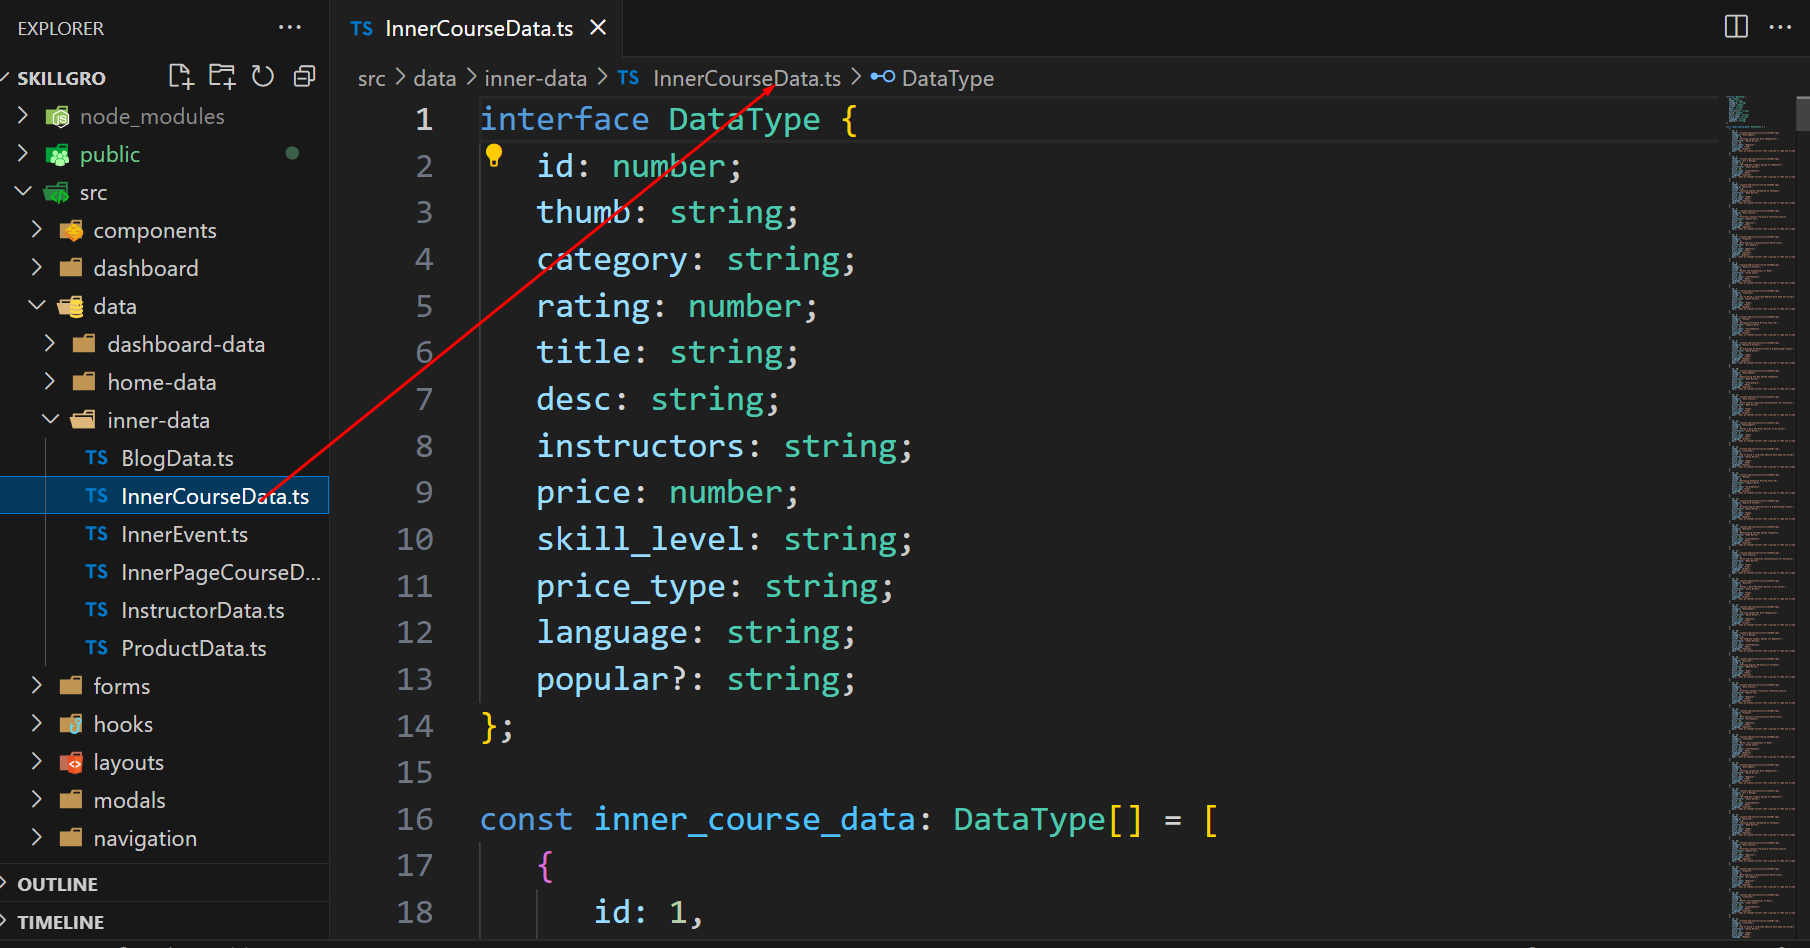 EXPLORER
SKILLGRO
node_modules
public
src
components
dashboard
data
dashboard-data
home-data
inner-data
TS BlogData.ts
TS InnerCourseData.ts
TS InnerEvent.ts
TS InnerPageCourseD...
TS InstructorData.ts
TS ProductData.ts
forms
hooks
layouts
modals
navigation
OUTLINE
TIMELINE
TS InnerCourseData.ts
src > data > inner-data > TS InnerCourseData.ts > DataType
1 interface DataType {
2 id: number;
3 thumb: string;
4 category: string;
5 rating: number;
6 title: string;
7 desc: string;
8 instructors: string;
9 price: number;
10 skill_level: string;
11 price_type: string;
12 language: string;
13 popular?: string;
14 };
15
16 const inner_course_data: DataType[] = [
17 {
18 id: 1,